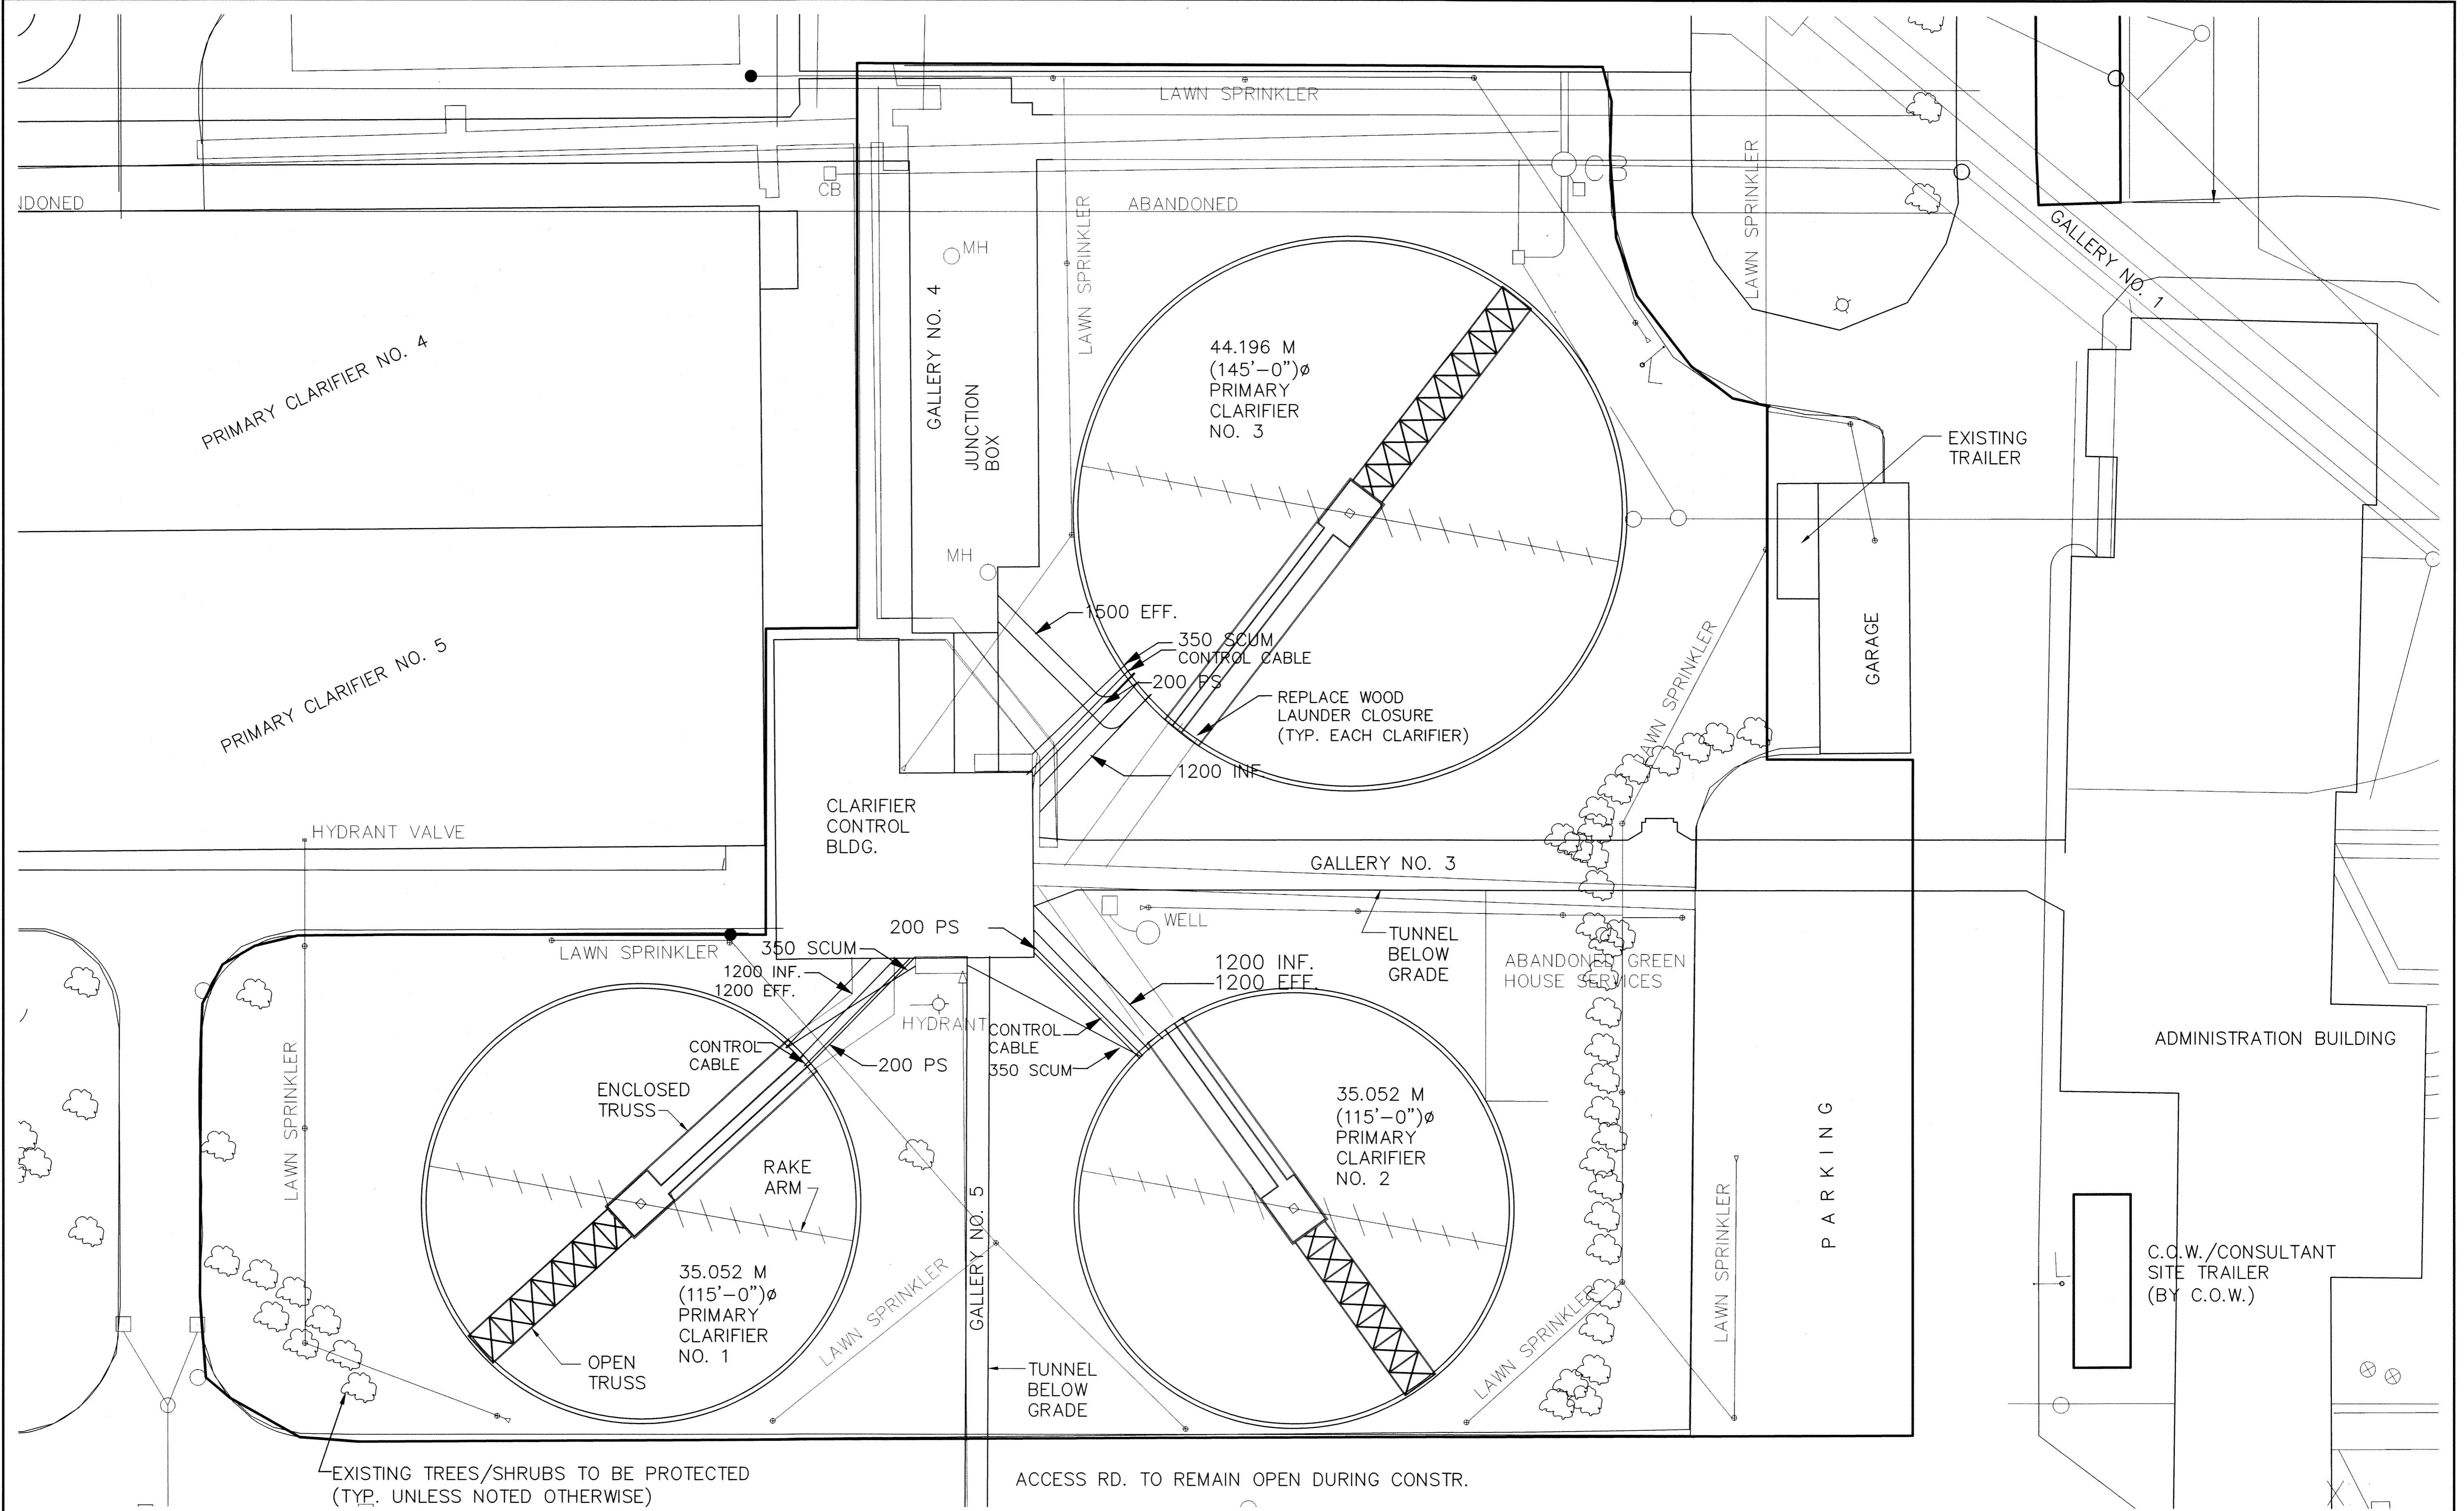 LAWN SPRINKLER
CB
CB
NDONED
ABANDONED
LAWN SPRINKLER
LAWN SPRINKLER
GALLERY NO. 1
MH
GALLERY NO. 4
JUNCTION
BOX
MH
44.196 M
(145'-0")ø
PRIMARY
CLARIFIER
NO. 3
PRIMARY CLARIFIER NO. 4
PRIMARY CLARIFIER NO. 5
EXISTING
TRAILER
GARAGE
1500 EFF.
350 SCUM
CONTROL CABLE
200 PS
REPLACE WOOD
LAUNDER CLOSURE
(TYP. EACH CLARIFIER)
1200 INF.
LAWN SPRINKLER
CLARIFIER
CONTROL
BLDG.
HYDRANT VALVE
GALLERY NO. 3
WELL
TUNNEL
BELOW
GRADE
ABANDONED GREEN
HOUSE SERVICES
LAWN SPRINKLER
200 PS
350 SCUM
1200 INF.
1200 EFF.
1200 INF.
1200 EFF.
HYDRANT
CONTROL
CABLE
350 SCUM
CONTROL
CABLE
200 PS
ENCLOSED
TRUSS
RAKE
ARM
LAWN SPRINKLER
35.052 M
(115'-0")ø
PRIMARY
CLARIFIER
NO. 1
OPEN
TRUSS
LAWN SPRINKLER
GALLERY NO. 5
TUNNEL
BELOW
GRADE
35.052 M
(115'-0")ø
PRIMARY
CLARIFIER
NO. 2
LAWN SPRINKLER
LAWN SPRINKLER
PARKING
ADMINISTRATION BUILDING
C.O.W./CONSULTANT
SITE TRAILER
(BY C.O.W.)
EXISTING TREES/SHRUBS TO BE PROTECTED
(TYP. UNLESS NOTED OTHERWISE)
ACCESS RD. TO REMAIN OPEN DURING CONSTR.